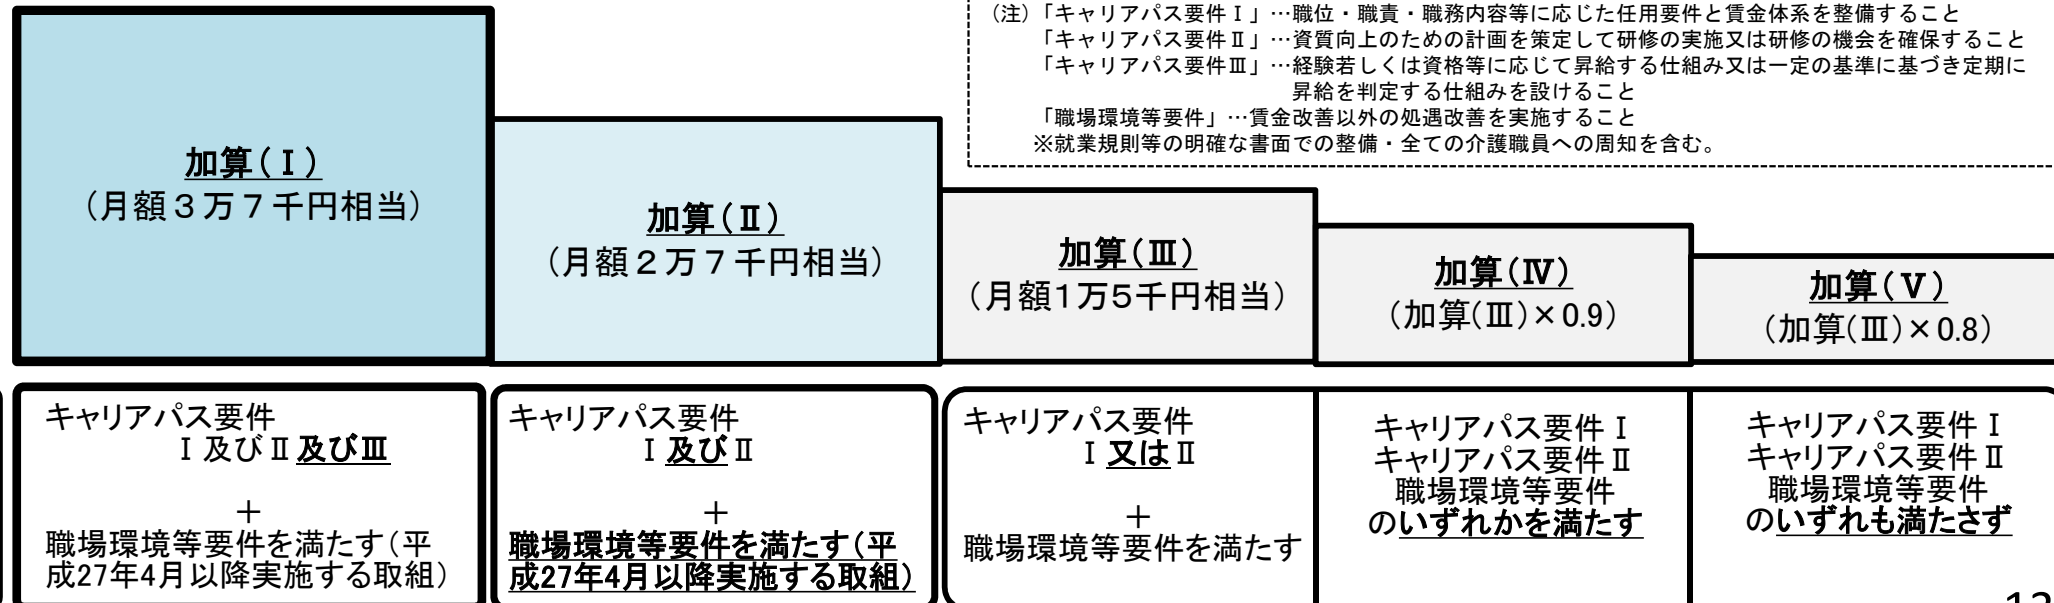 （注）「キャリアパス要件Ⅰ」…職位・職責・職務内容等に応じた任用要件と賃金体系を整備すること
「キャリアパス要件Ⅱ」…資質向上のための計画を策定して研修の実施又は研修の機会を確保すること
「キャリアパス要件Ⅲ」…経験若しくは資格等に応じて昇給する仕組み又は一定の基準に基づき定期に
昇給を判定する仕組みを設けること
「職場環境等要件」…賃金改善以外の処遇改善を実施すること
※就業規則等の明確な書面での整備・全ての介護職員への周知を含む。
加算(Ⅰ)
（月額３万７千円相当）
加算(Ⅱ)
（月額２万７千円相当）
加算(Ⅲ)
（月額1万5千円相当）
加算(Ⅳ)
（加算(Ⅲ)×0.9）
加算(Ⅴ)
（加算(Ⅲ)×0.8）
キャリアパス要件
Ⅰ及びⅡ及びⅢ
＋
職場環境等要件を満たす(平
成27年4月以降実施する取組)
キャリアパス要件
Ⅰ及びⅡ
＋
職場環境等要件を満たす(平
成27年4月以降実施する取組)
キャリアパス要件
Ⅰ又はⅡ
＋
職場環境等要件を満たす
キャリアパス要件Ⅰ
キャリアパス要件Ⅱ
職場環境等要件
のいずれかを満たす
キャリアパス要件Ⅰ
キャリアパス要件Ⅱ
職場環境等要件
のいずれも満たさず